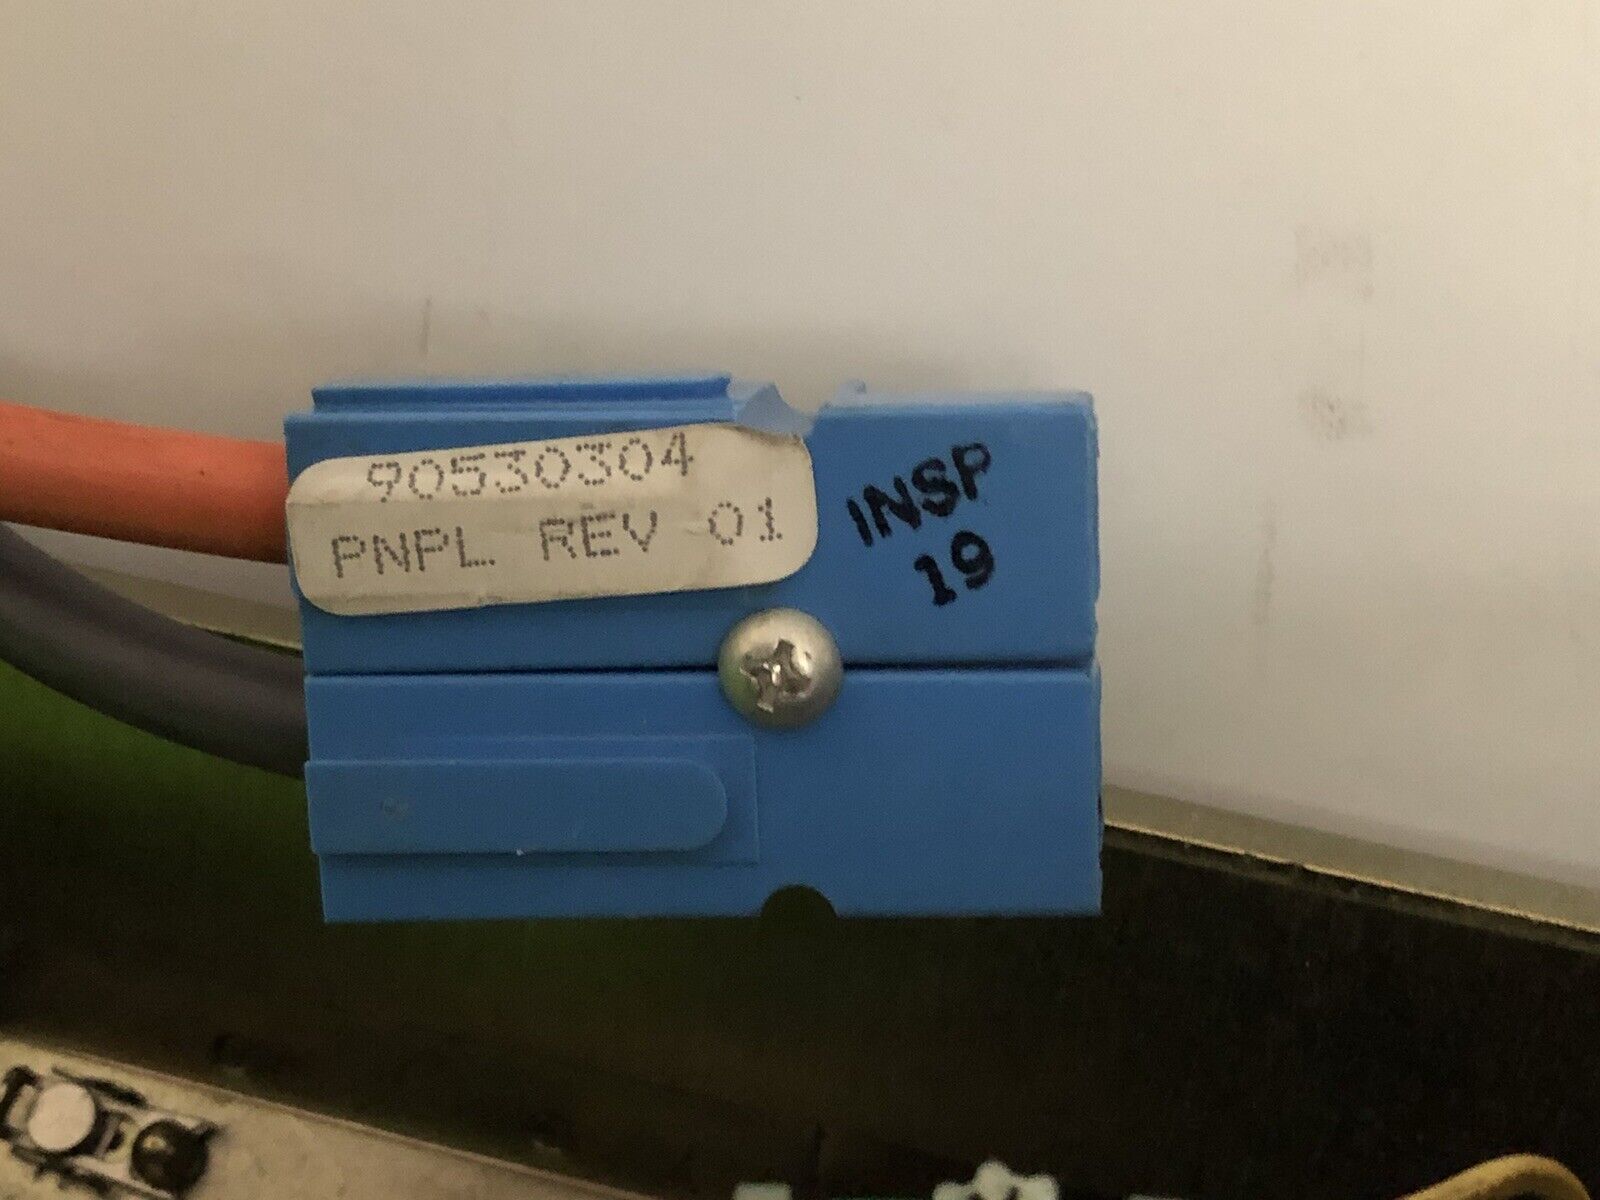 90530304
PNPL REV 01
INSP
19